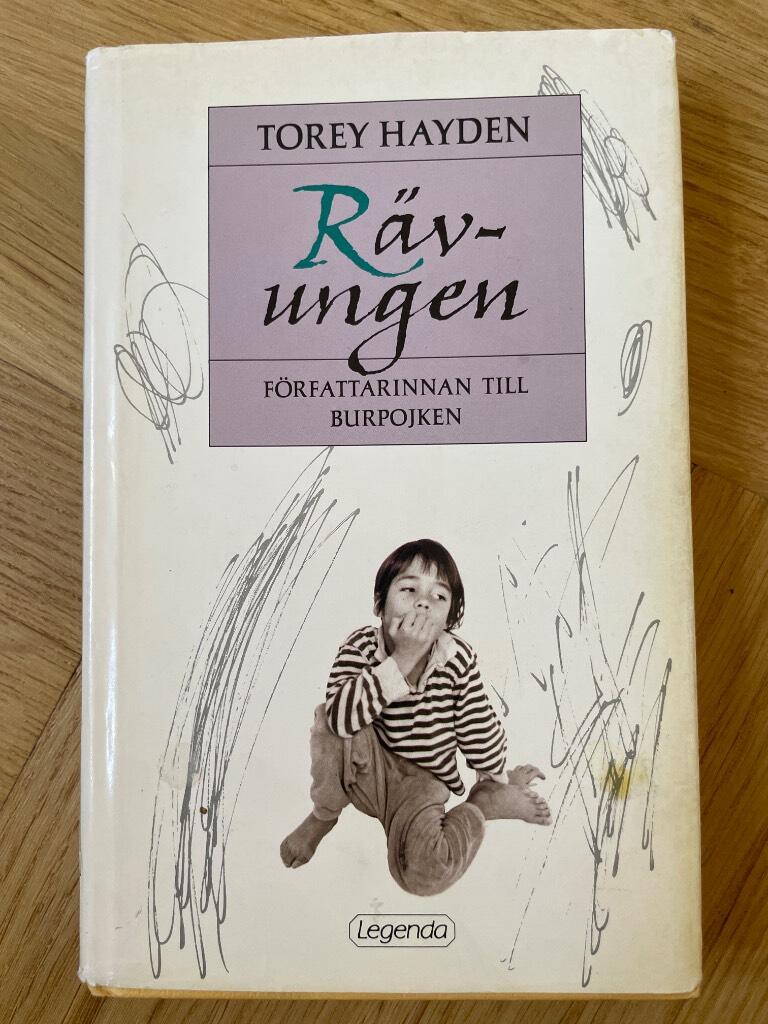 TOREY HAYDEN
Räv-
ungen
FÖRFATTARINNAN TILL
BURPOJKEN
Legenda